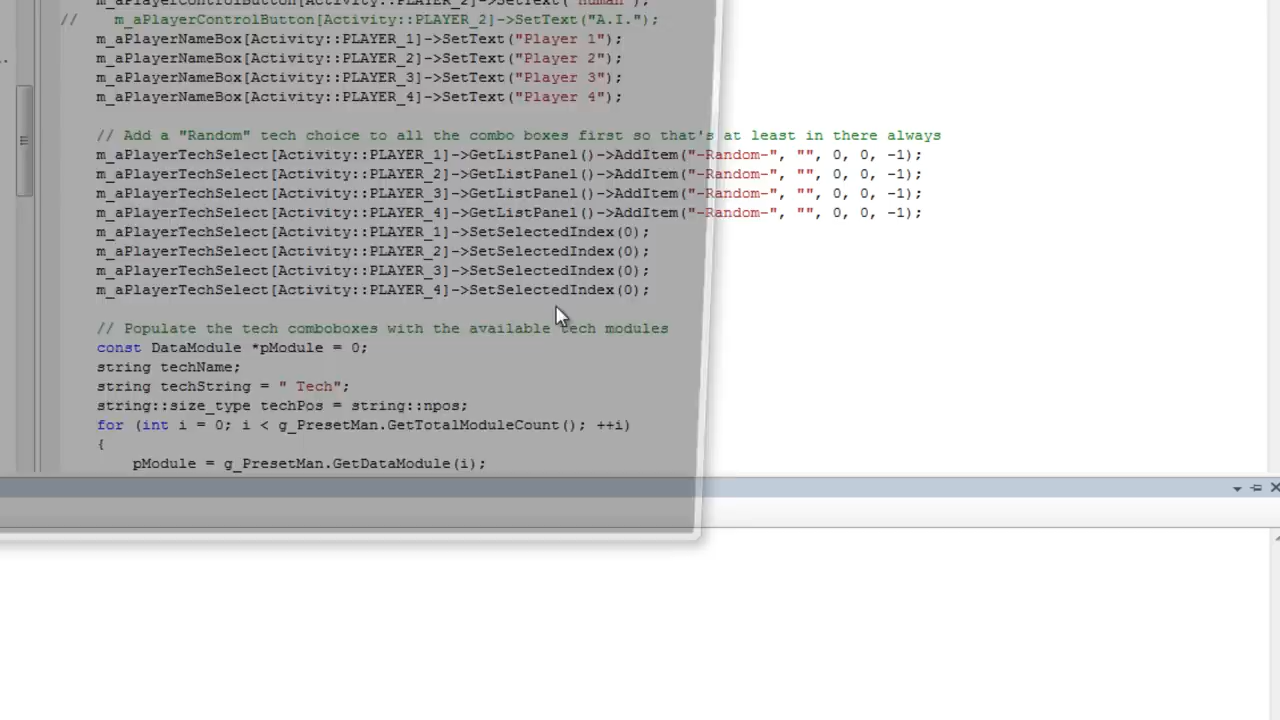 m_aPlayerControlButton[Activity::PLAYER_2]->SetText("Human");
//    m_aPlayerControlButton[Activity::PLAYER_2]->SetText("A.I.");
m_aPlayerNameBox[Activity::PLAYER_1]->SetText("Player 1");
m_aPlayerNameBox[Activity::PLAYER_2]->SetText("Player 2");
m_aPlayerNameBox[Activity::PLAYER_3]->SetText("Player 3");
m_aPlayerNameBox[Activity::PLAYER_4]->SetText("Player 4");
// Add a "Random" tech choice to all the combo boxes first so that's at least in there always
m_aPlayerTechSelect[Activity::PLAYER_1]->GetListPanel()->AddItem("-Random-", "", 0, 0, -1);
m_aPlayerTechSelect[Activity::PLAYER_2]->GetListPanel()->AddItem("-Random-", "", 0, 0, -1);
m_aPlayerTechSelect[Activity::PLAYER_3]->GetListPanel()->AddItem("-Random-", "", 0, 0, -1);
m_aPlayerTechSelect[Activity::PLAYER_4]->GetListPanel()->AddItem("-Random-", "", 0, 0, -1);
m_aPlayerTechSelect[Activity::PLAYER_1]->SetSelectedIndex(0);
m_aPlayerTechSelect[Activity::PLAYER_2]->SetSelectedIndex(0);
m_aPlayerTechSelect[Activity::PLAYER_3]->SetSelectedIndex(0);
m_aPlayerTechSelect[Activity::PLAYER_4]->SetSelectedIndex(0);
// Populate the tech comboboxes with the available tech modules
const DataModule *pModule = 0;
string techName;
string techString = " Tech";
string::size_type techPos = string::npos;
for (int i = 0; i < g_PresetMan.GetTotalModuleCount(); ++i)
{
pModule = g_PresetMan.GetDataModule(i);